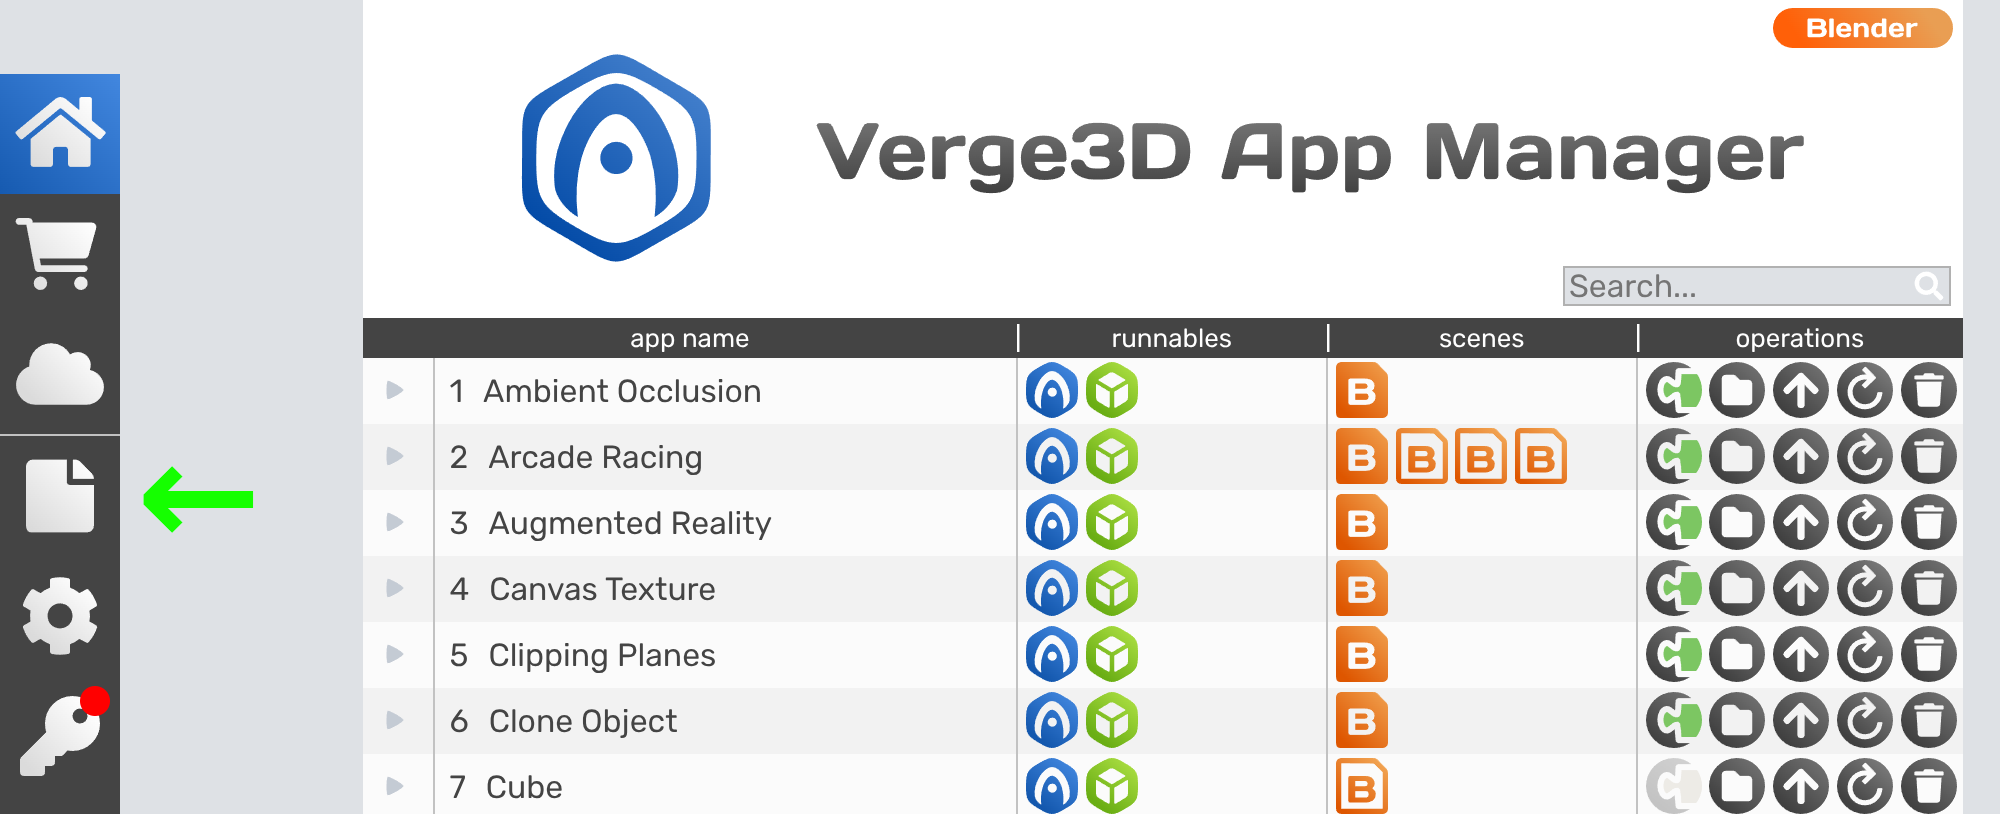 Blender
Verge3D App Manager
Search...
app name runnables scenes operations
1 Ambient Occlusion
2 Arcade Racing
3 Augmented Reality
4 Canvas Texture
5 Clipping Planes
6 Clone Object
7 Cube